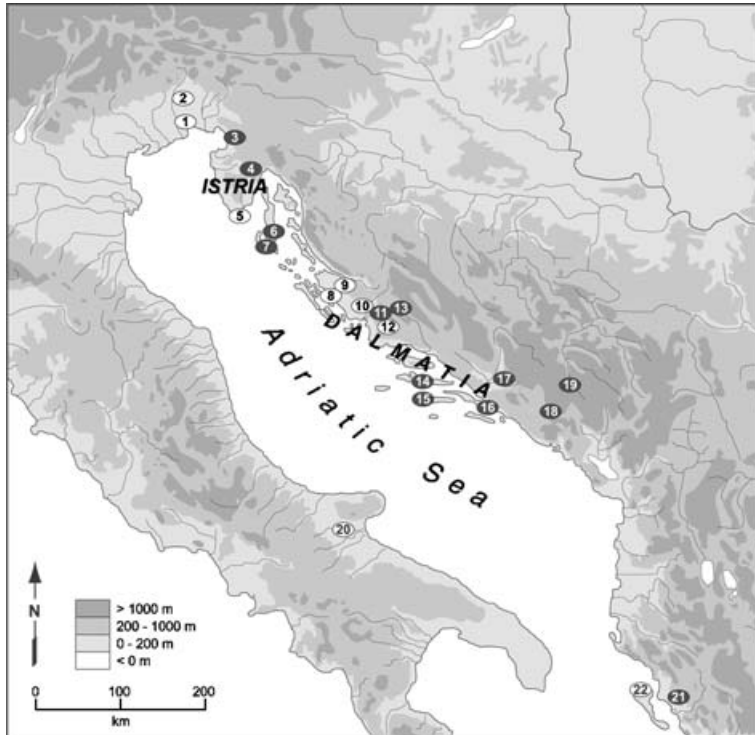 2
1
3
4
ISTRIA
5
6
7
9
8
10
11
13
12
DALMATIA
14
15
16
17
19
18
Adriatic Sea
20
21
22
N
> 1000 m
200 - 1000 m
0 - 200 m
< 0 m
0 100 200
km